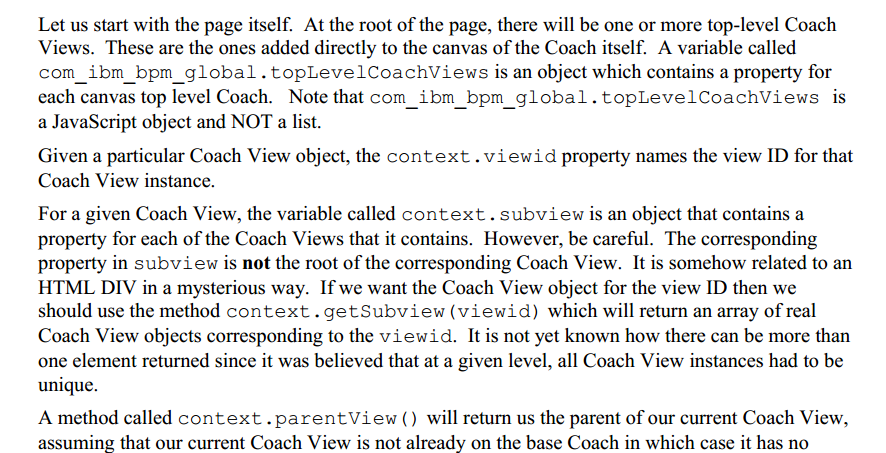 Let us start with the page itself.  At the root of the page, there will be one or more top-level Coach
Views.  These are the ones added directly to the canvas of the Coach itself.  A variable called
com_ibm_bpm_global.topLevelCoachViews is an object which contains a property for
each canvas top level Coach.   Note that com_ibm_bpm_global.topLevelCoachViews is
a JavaScript object and NOT a list.
Given a particular Coach View object, the context.viewid property names the view ID for that
Coach View instance.
For a given Coach View, the variable called context.subview is an object that contains a
property for each of the Coach Views that it contains.  However, be careful.  The corresponding
property in subview is not the root of the corresponding Coach View.  It is somehow related to an
HTML DIV in a mysterious way.  If we want the Coach View object for the view ID then we
should use the method context.getSubview(viewid) which will return an array of real
Coach View objects corresponding to the viewid.  It is not yet known how there can be more than
one element returned since it was believed that at a given level, all Coach View instances had to be
unique.
A method called context.parentView() will return us the parent of our current Coach View,
assuming that our current Coach View is not already on the base Coach in which case it has no